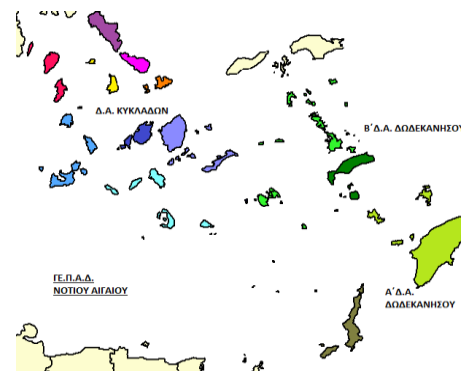 Δ.Α. ΚΥΚΛΑΔΩΝ
Β΄Δ.Α. ΔΩΔΕΚΑΝΗΣΟΥ
ΓΕ.Π.Α.Δ.
ΝΟΤΙΟΥ ΑΙΓΑΙΟΥ
Α΄Δ.Α.
ΔΩΔΕΚΑΝΗΣΟΥ